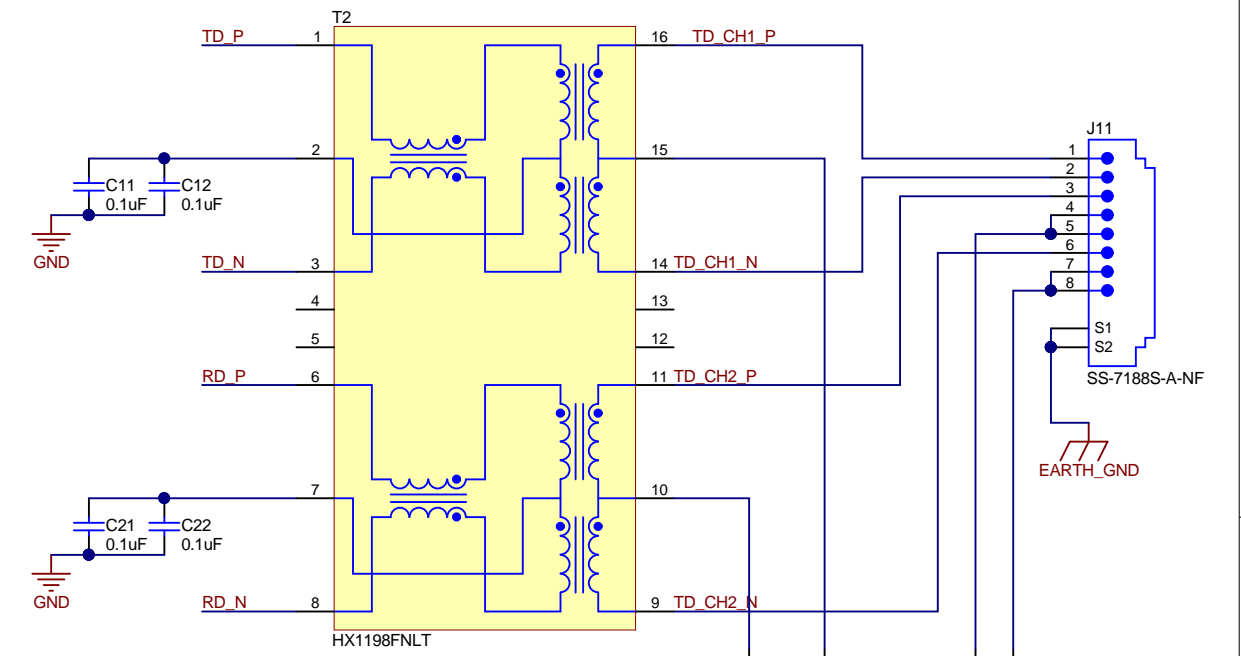 T2
TD_P 1 16 TD_CH1_P
J11
2 15 1
2
C11 C12 3
0.1uF 0.1uF 4
5
GND TD_N 3 14 TD_CH1_N 6
7
8
4 13
S1
5 12 S2
RD_P 6 11 TD_CH2_P SS-7188S-A-NF
EARTH_GND
7 10
C21 C22
0.1uF 0.1uF
GND RD_N 8 9 TD_CH2_N
HX1198FNLT